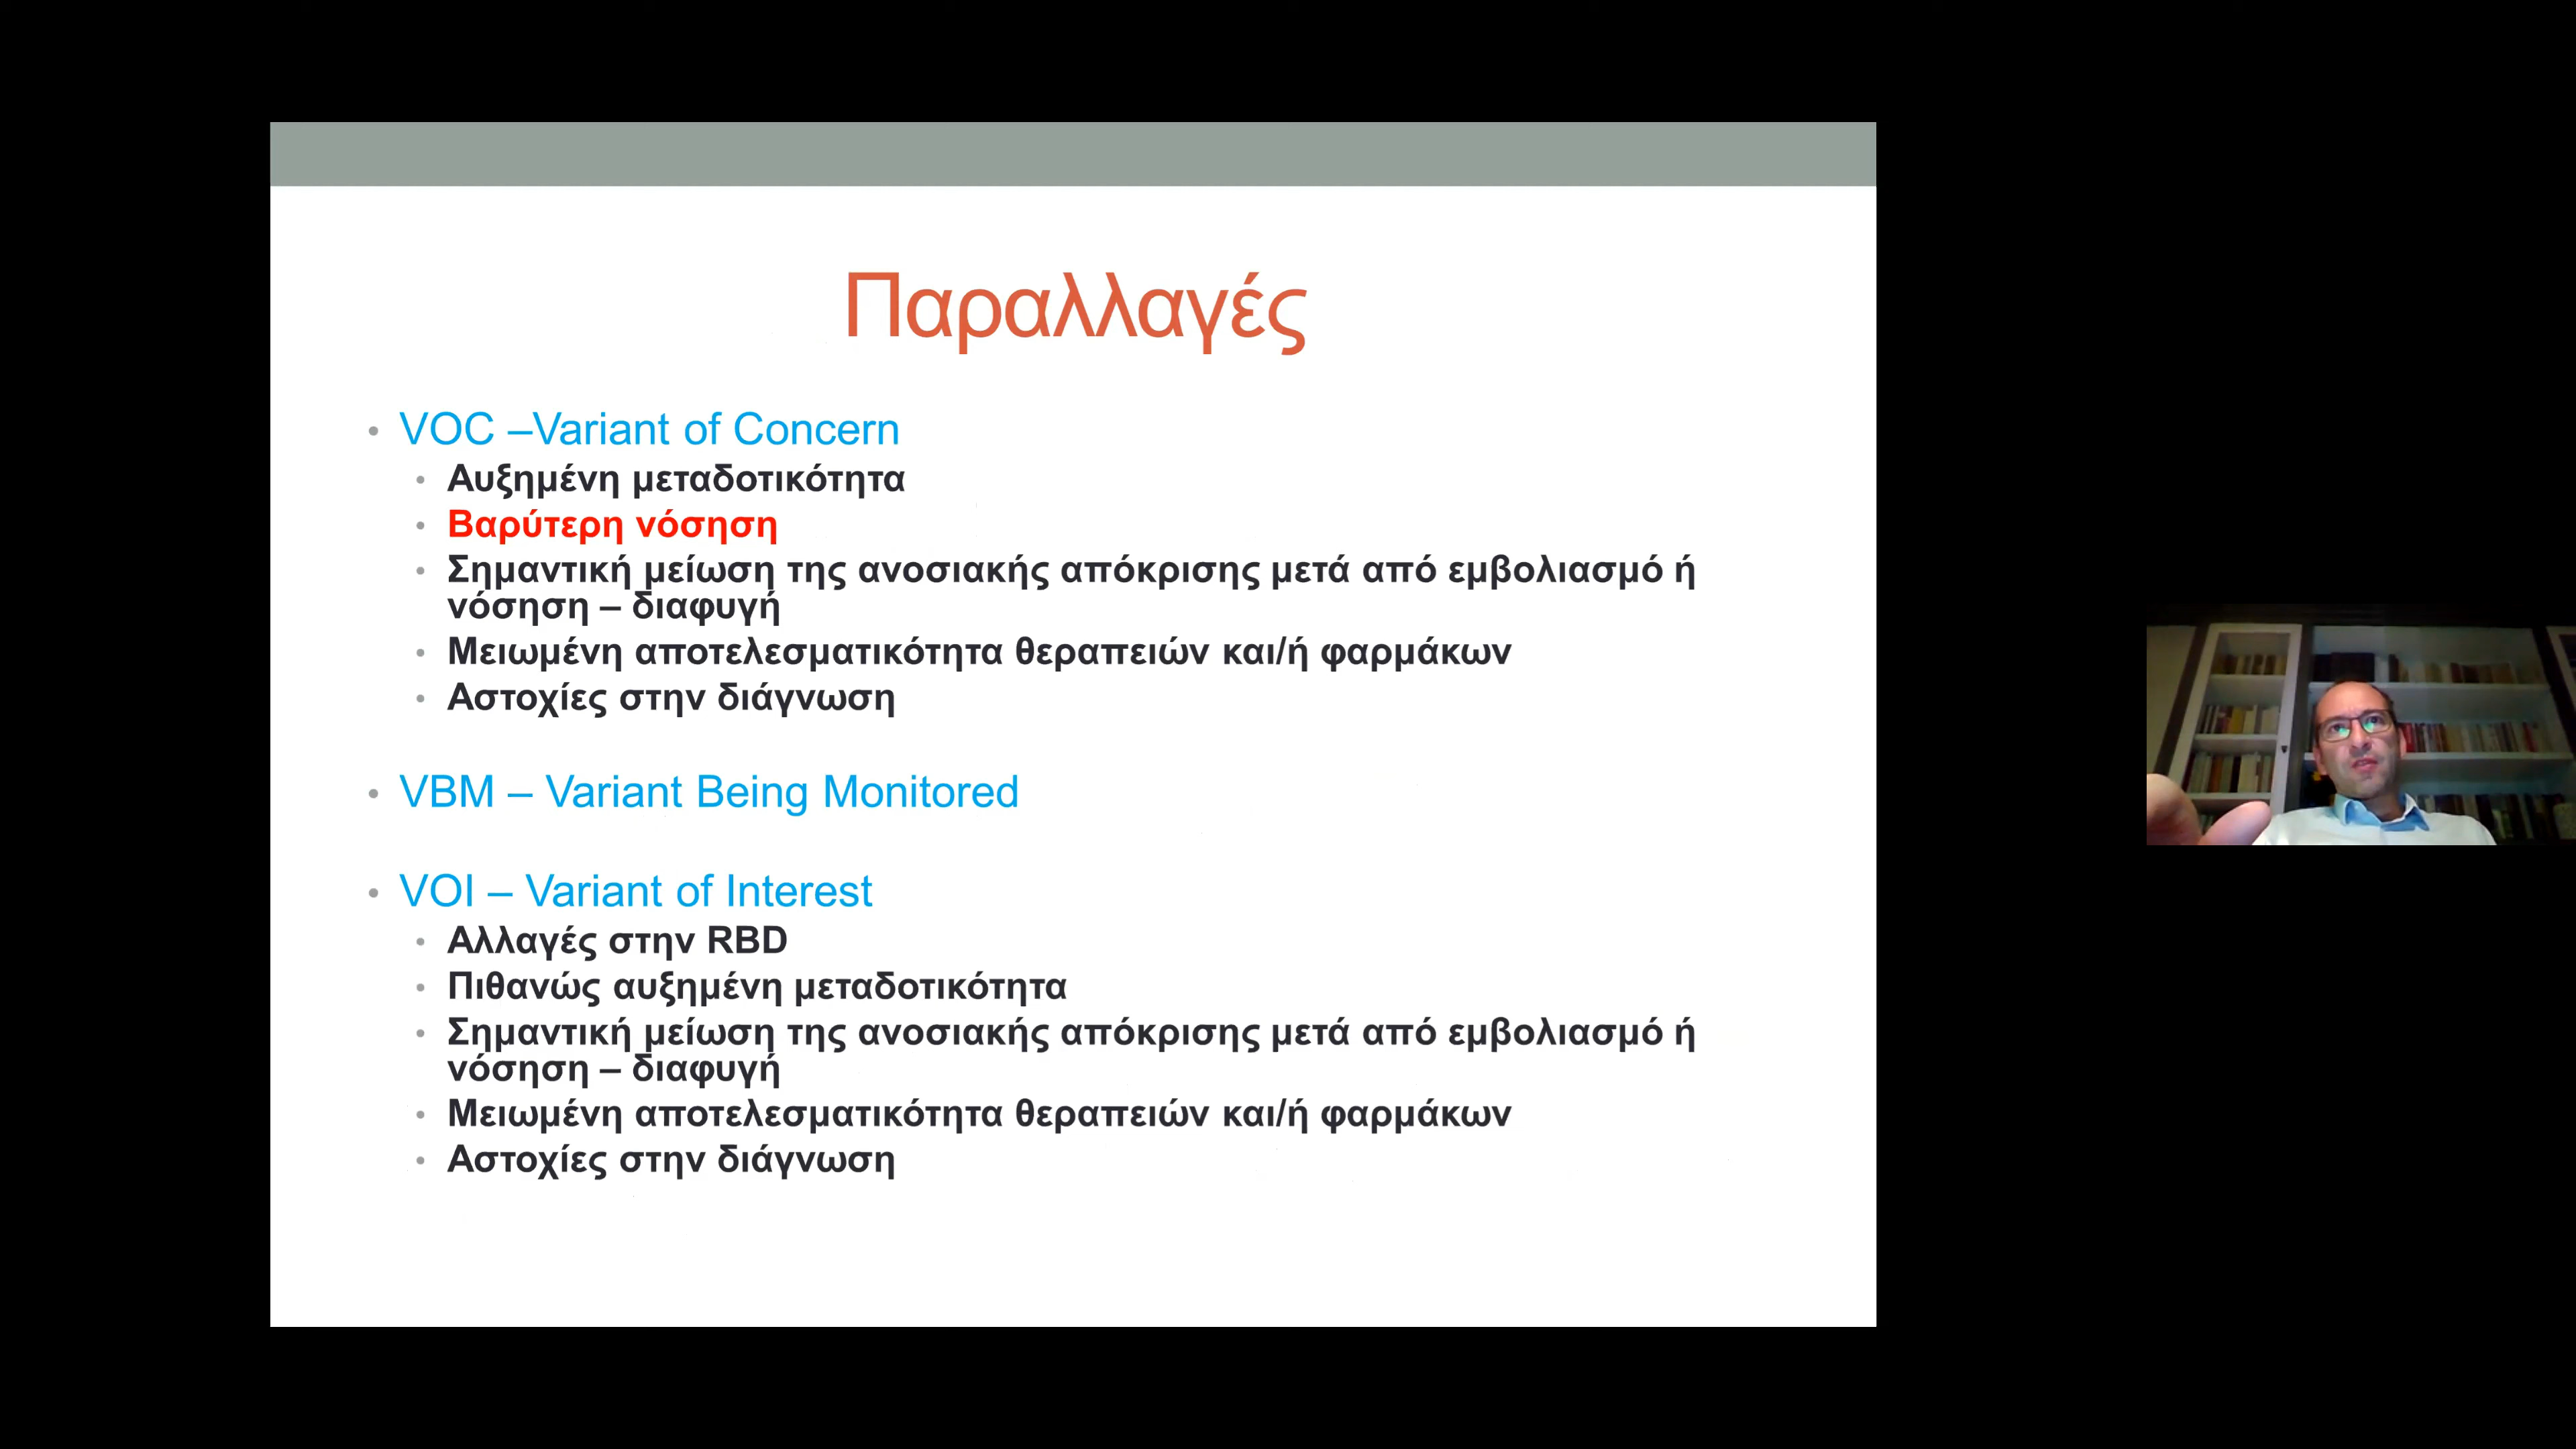 Παραλλαγές
• VOC –Variant of Concern
• Αυξημένη μεταδοτικότητα
• Βαρύτερη νόσηση
• Σημαντική μείωση της ανοσιακής απόκρισης μετά από εμβολιασμό ή
νόσηση – διαφυγή
• Μειωμένη αποτελεσματικότητα θεραπειών και/ή φαρμάκων
• Αστοχίες στην διάγνωση
• VBM – Variant Being Monitored
• VOI – Variant of Interest
• Αλλαγές στην RBD
• Πιθανώς αυξημένη μεταδοτικότητα
• Σημαντική μείωση της ανοσιακής απόκρισης μετά από εμβολιασμό ή
νόσηση – διαφυγή
• Μειωμένη αποτελεσματικότητα θεραπειών και/ή φαρμάκων
• Αστοχίες στην διάγνωση